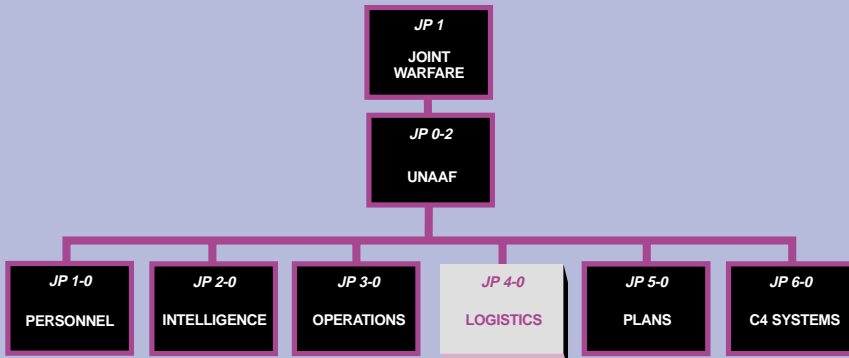 JP 1
JOINT
WARFARE
JP 0-2
UNAAF
JP 1-0
PERSONNEL
JP 2-0
INTELLIGENCE
JP 3-0
OPERATIONS
JP 4-0
LOGISTICS
JP 5-0
PLANS
JP 6-0
C4 SYSTEMS